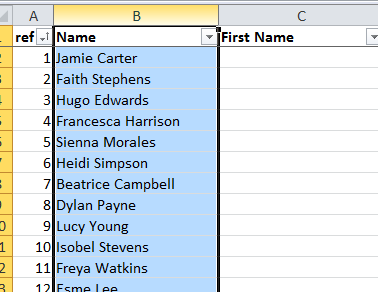 A B C
1 ref Name First Name
2 1 Jamie Carter
3 2 Faith Stephens
4 3 Hugo Edwards
5 4 Francesca Harrison
6 5 Sienna Morales
7 6 Heidi Simpson
8 7 Beatrice Campbell
9 8 Dylan Payne
0 9 Lucy Young
1 10 Isobel Stevens
2 11 Freya Watkins
3 12 Esme Lee